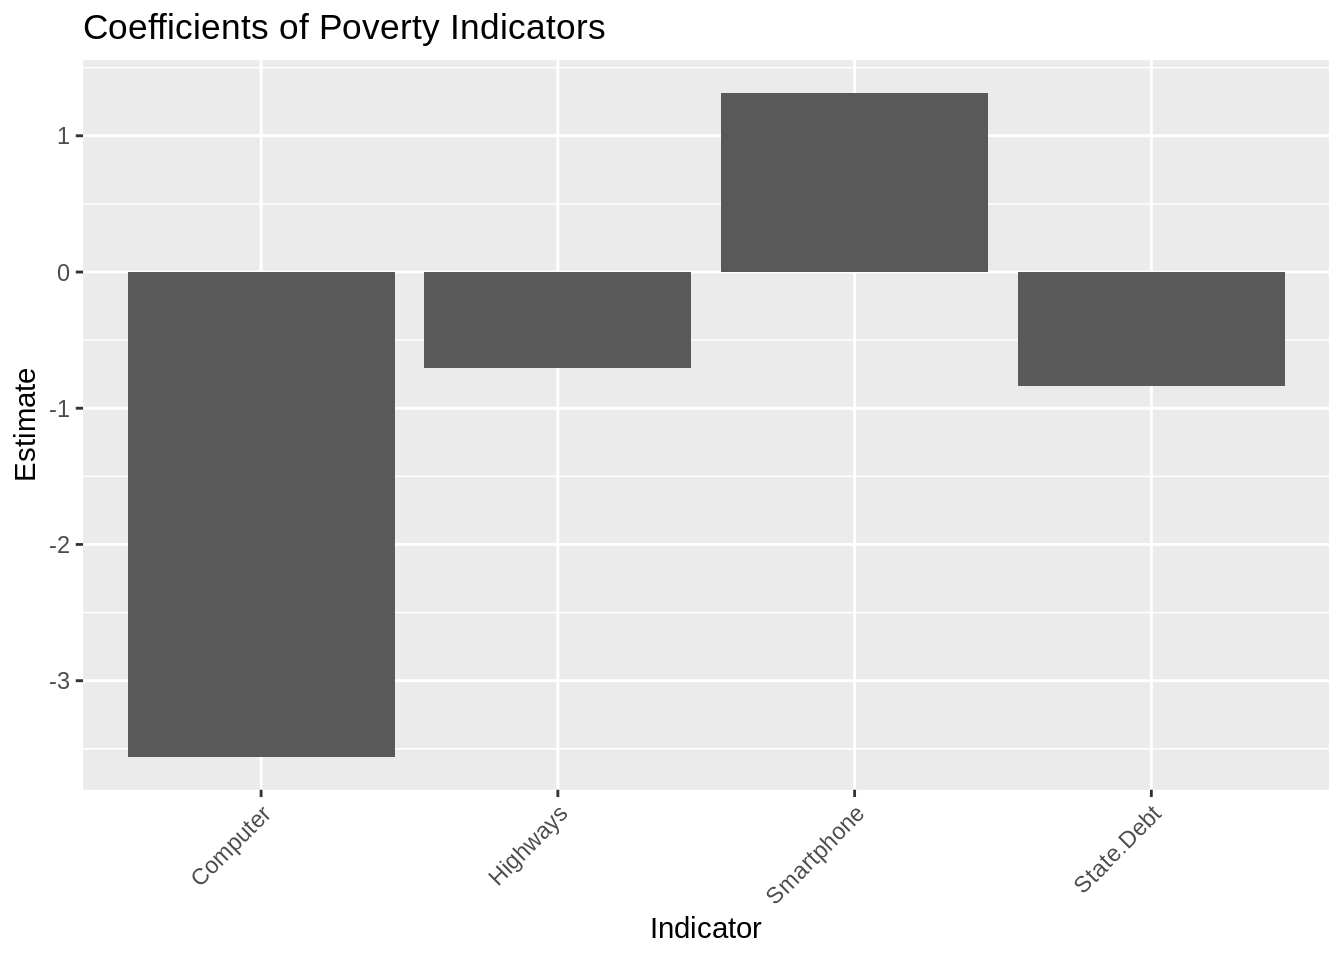 Coefficients of Poverty Indicators
Estimate
1
0
-1
-2
-3
Computer
Highways
Smartphone
State.Debt
Indicator